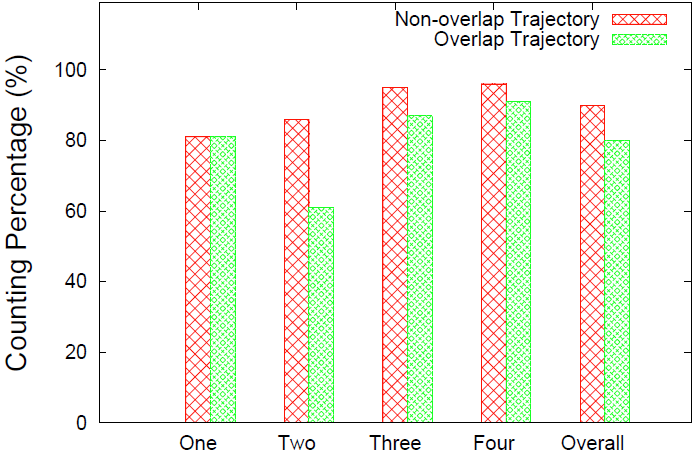 Non-overlap Trajectory
Overlap Trajectory
Counting Percentage (%)
100
80
60
40
20
0
One Two Three Four Overall